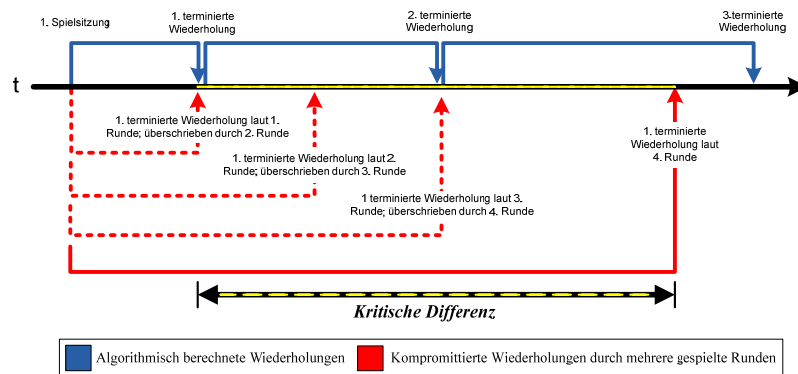 1. Spielsitzung
1. terminierte
Wiederholung
2. terminierte
Wiederholung
3.terminierte
Wiederholung
t
1. terminierte Wiederholung laut 1.
Runde; überschrieben durch 2. Runde
1. terminierte Wiederholung laut 2.
Runde; überschrieben durch 3. Runde
1 terminierte Wiederholung laut 3.
Runde; überschrieben durch 4. Runde
1. terminierte
Wiederholung laut
4. Runde
Kritische Differenz
Algorithmisch berechnete Wiederholungen
Kompromittierte Wiederholungen durch mehrere gespielte Runden